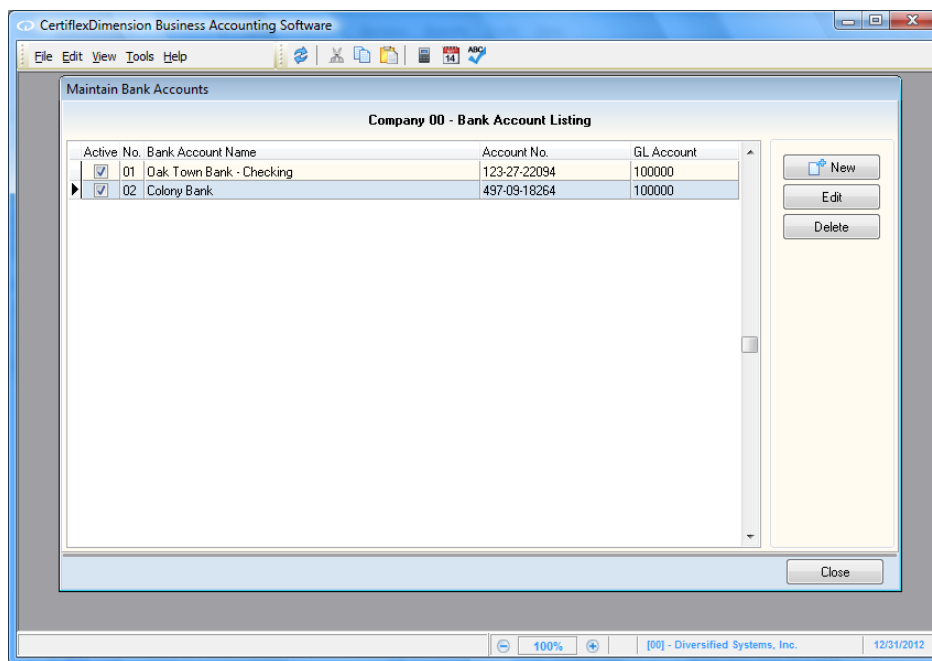 CertiflexDimension Business Accounting Software
File Edit View Tools Help
14 ABC
Maintain Bank Accounts
Company 00 - Bank Account Listing
Active No. Bank Account Name Account No. GL Account
01 Oak Town Bank - Checking 123-27-22094 100000
02 Colony Bank 497-09-18264 100000
New
Edit
Delete
Close
100% [00] - Diversified Systems, Inc. 12/31/2012